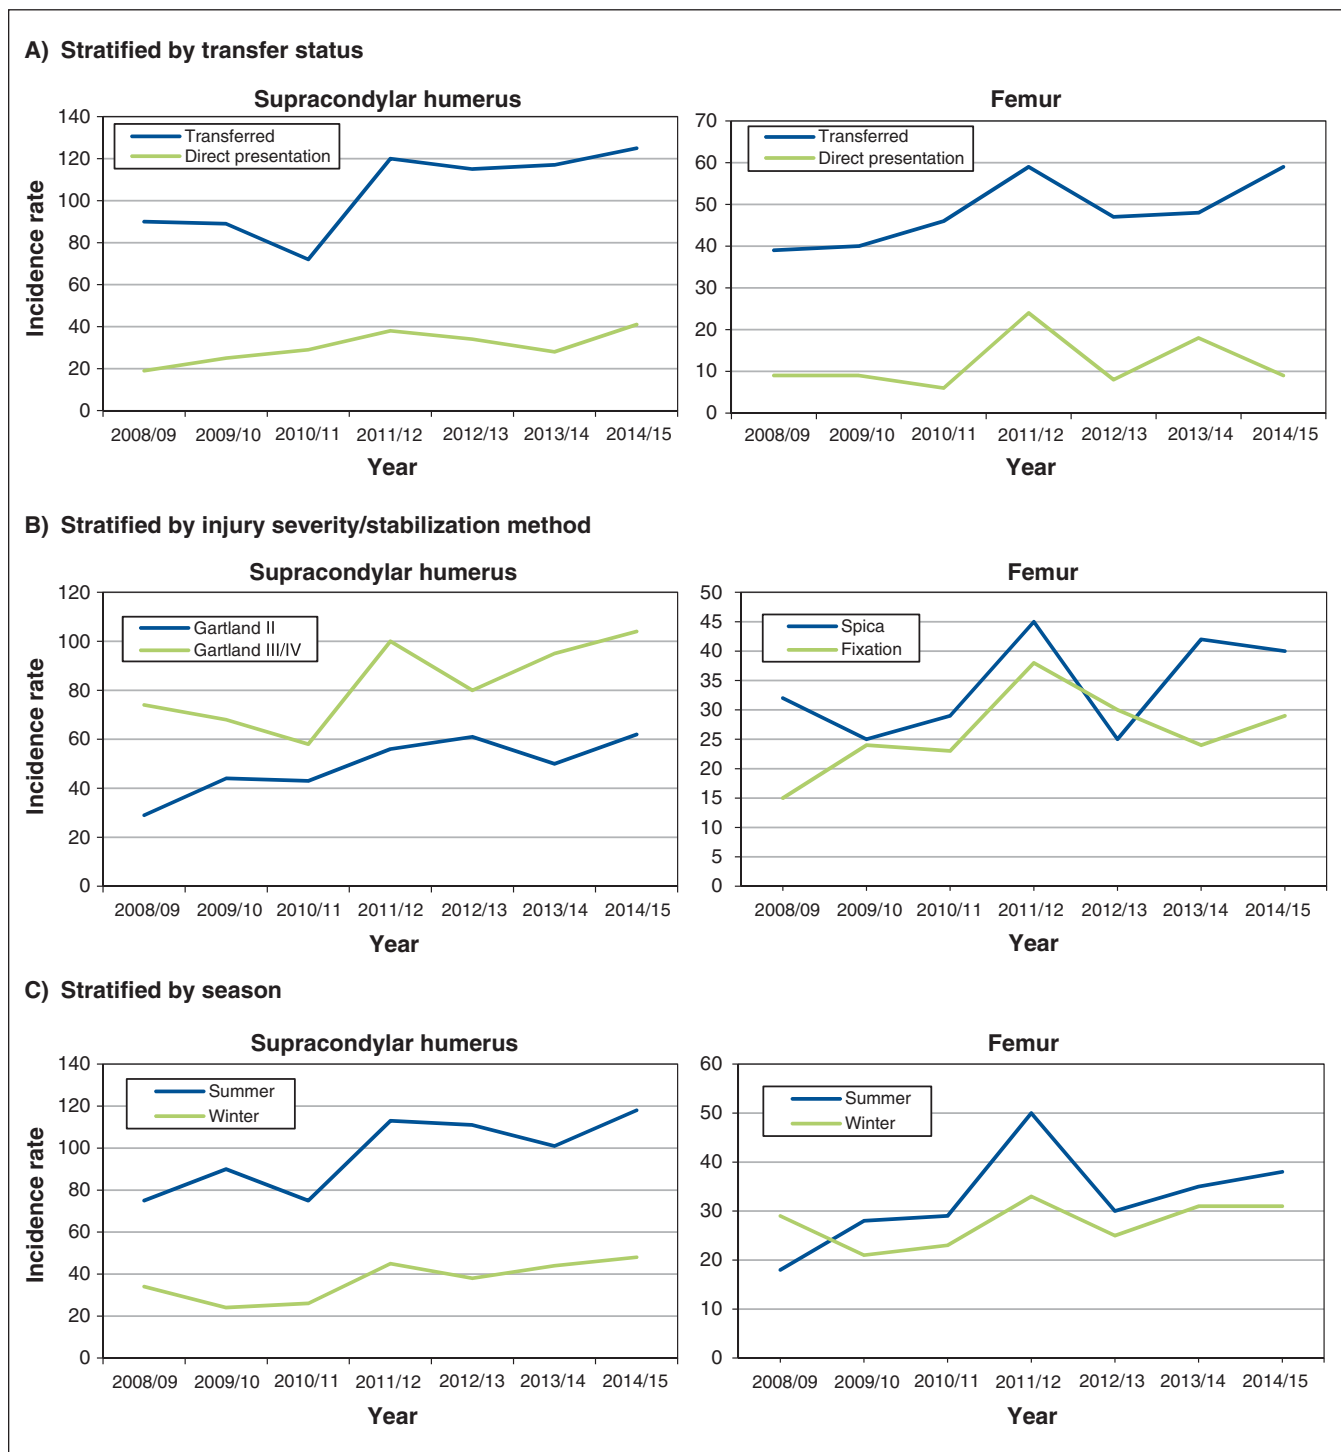 A) Stratified by transfer status
Supracondylar humerus
140
120
100
80
60
40
20
0
Incidence rate
Transferred
Direct presentation
2008/09 2009/10 2010/11 2011/12 2012/13 2013/14 2014/15
Year
Femur
70
60
50
40
30
20
10
0
Transferred
Direct presentation
2008/09 2009/10 2010/11 2011/12 2012/13 2013/14 2014/15
Year
B) Stratified by injury severity/stabilization method
Supracondylar humerus
120
100
80
60
40
20
0
Incidence rate
Gartland II
Gartland III/IV
2008/09 2009/10 2010/11 2011/12 2012/13 2013/14 2014/15
Year
Femur
50
45
40
35
30
25
20
15
10
5
0
Spica
Fixation
2008/09 2009/10 2010/11 2011/12 2012/13 2013/14 2014/15
Year
C) Stratified by season
Supracondylar humerus
140
120
100
80
60
40
20
0
Incidence rate
Summer
Winter
2008/09 2009/10 2010/11 2011/12 2012/13 2013/14 2014/15
Year
Femur
60
50
40
30
20
10
0
Summer
Winter
2008/09 2009/10 2010/11 2011/12 2012/13 2013/14 2014/15
Year